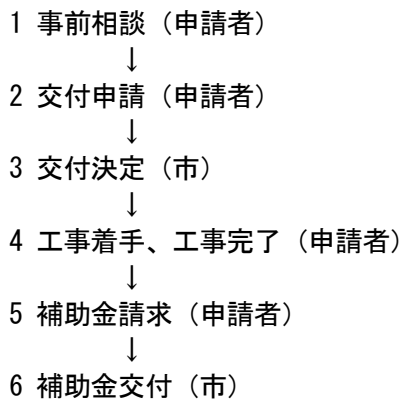 1 事前相談（申請者）
↓
2 交付申請（申請者）
↓
3 交付決定（市）
↓
4 工事着手、工事完了（申請者）
↓
5 補助金請求（申請者）
↓
6 補助金交付（市）